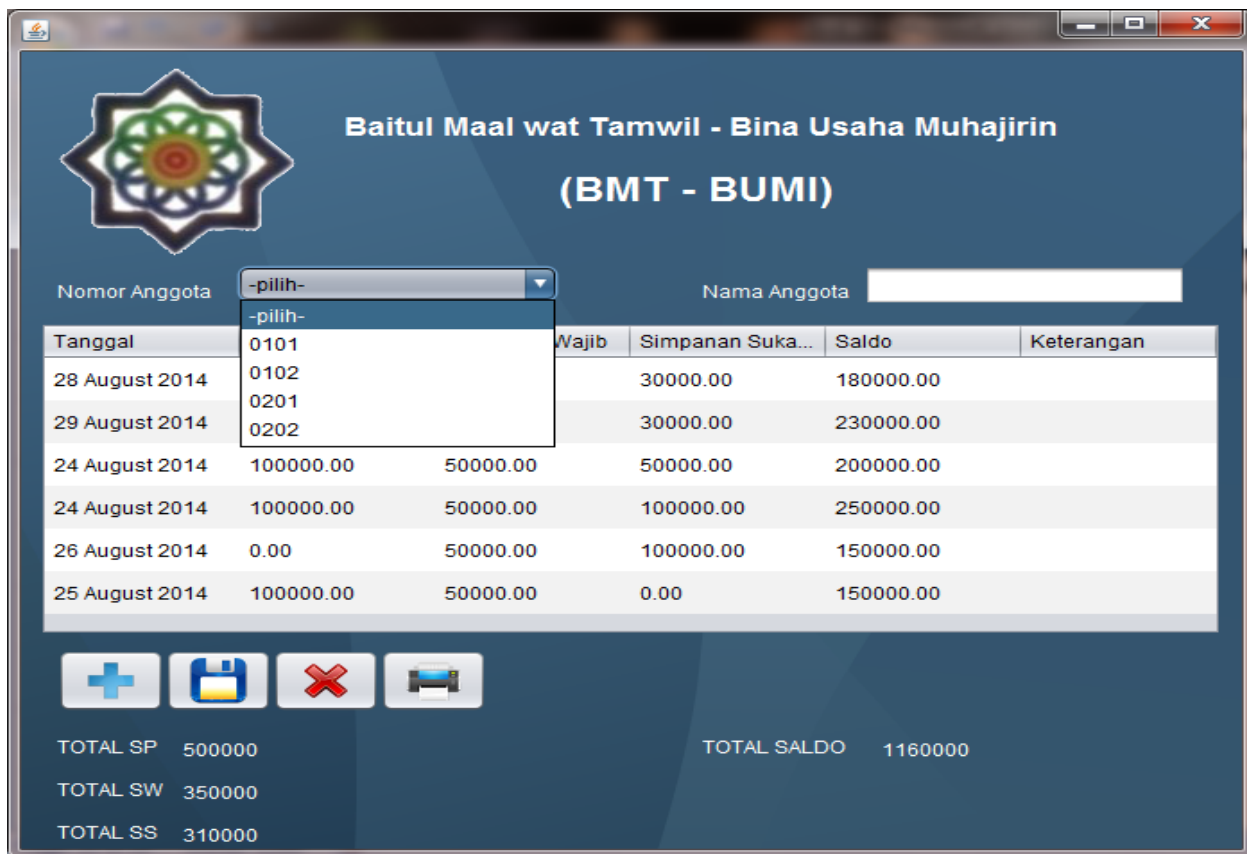 Baitul Maal wat Tamwil - Bina Usaha Muhajirin
(BMT - BUMI)
Nomor Anggota -pilih- Nama Anggota
-pilih-
0101
0102
0201
0202
Tanggal Wajib Simpanan Suka... Saldo Keterangan
28 August 2014 30000.00 180000.00
29 August 2014 30000.00 230000.00
24 August 2014 100000.00 50000.00 50000.00 200000.00
24 August 2014 100000.00 50000.00 100000.00 250000.00
26 August 2014 0.00 50000.00 100000.00 150000.00
25 August 2014 100000.00 50000.00 0.00 150000.00
TOTAL SP 500000 TOTAL SALDO 1160000
TOTAL SW 350000
TOTAL SS 310000